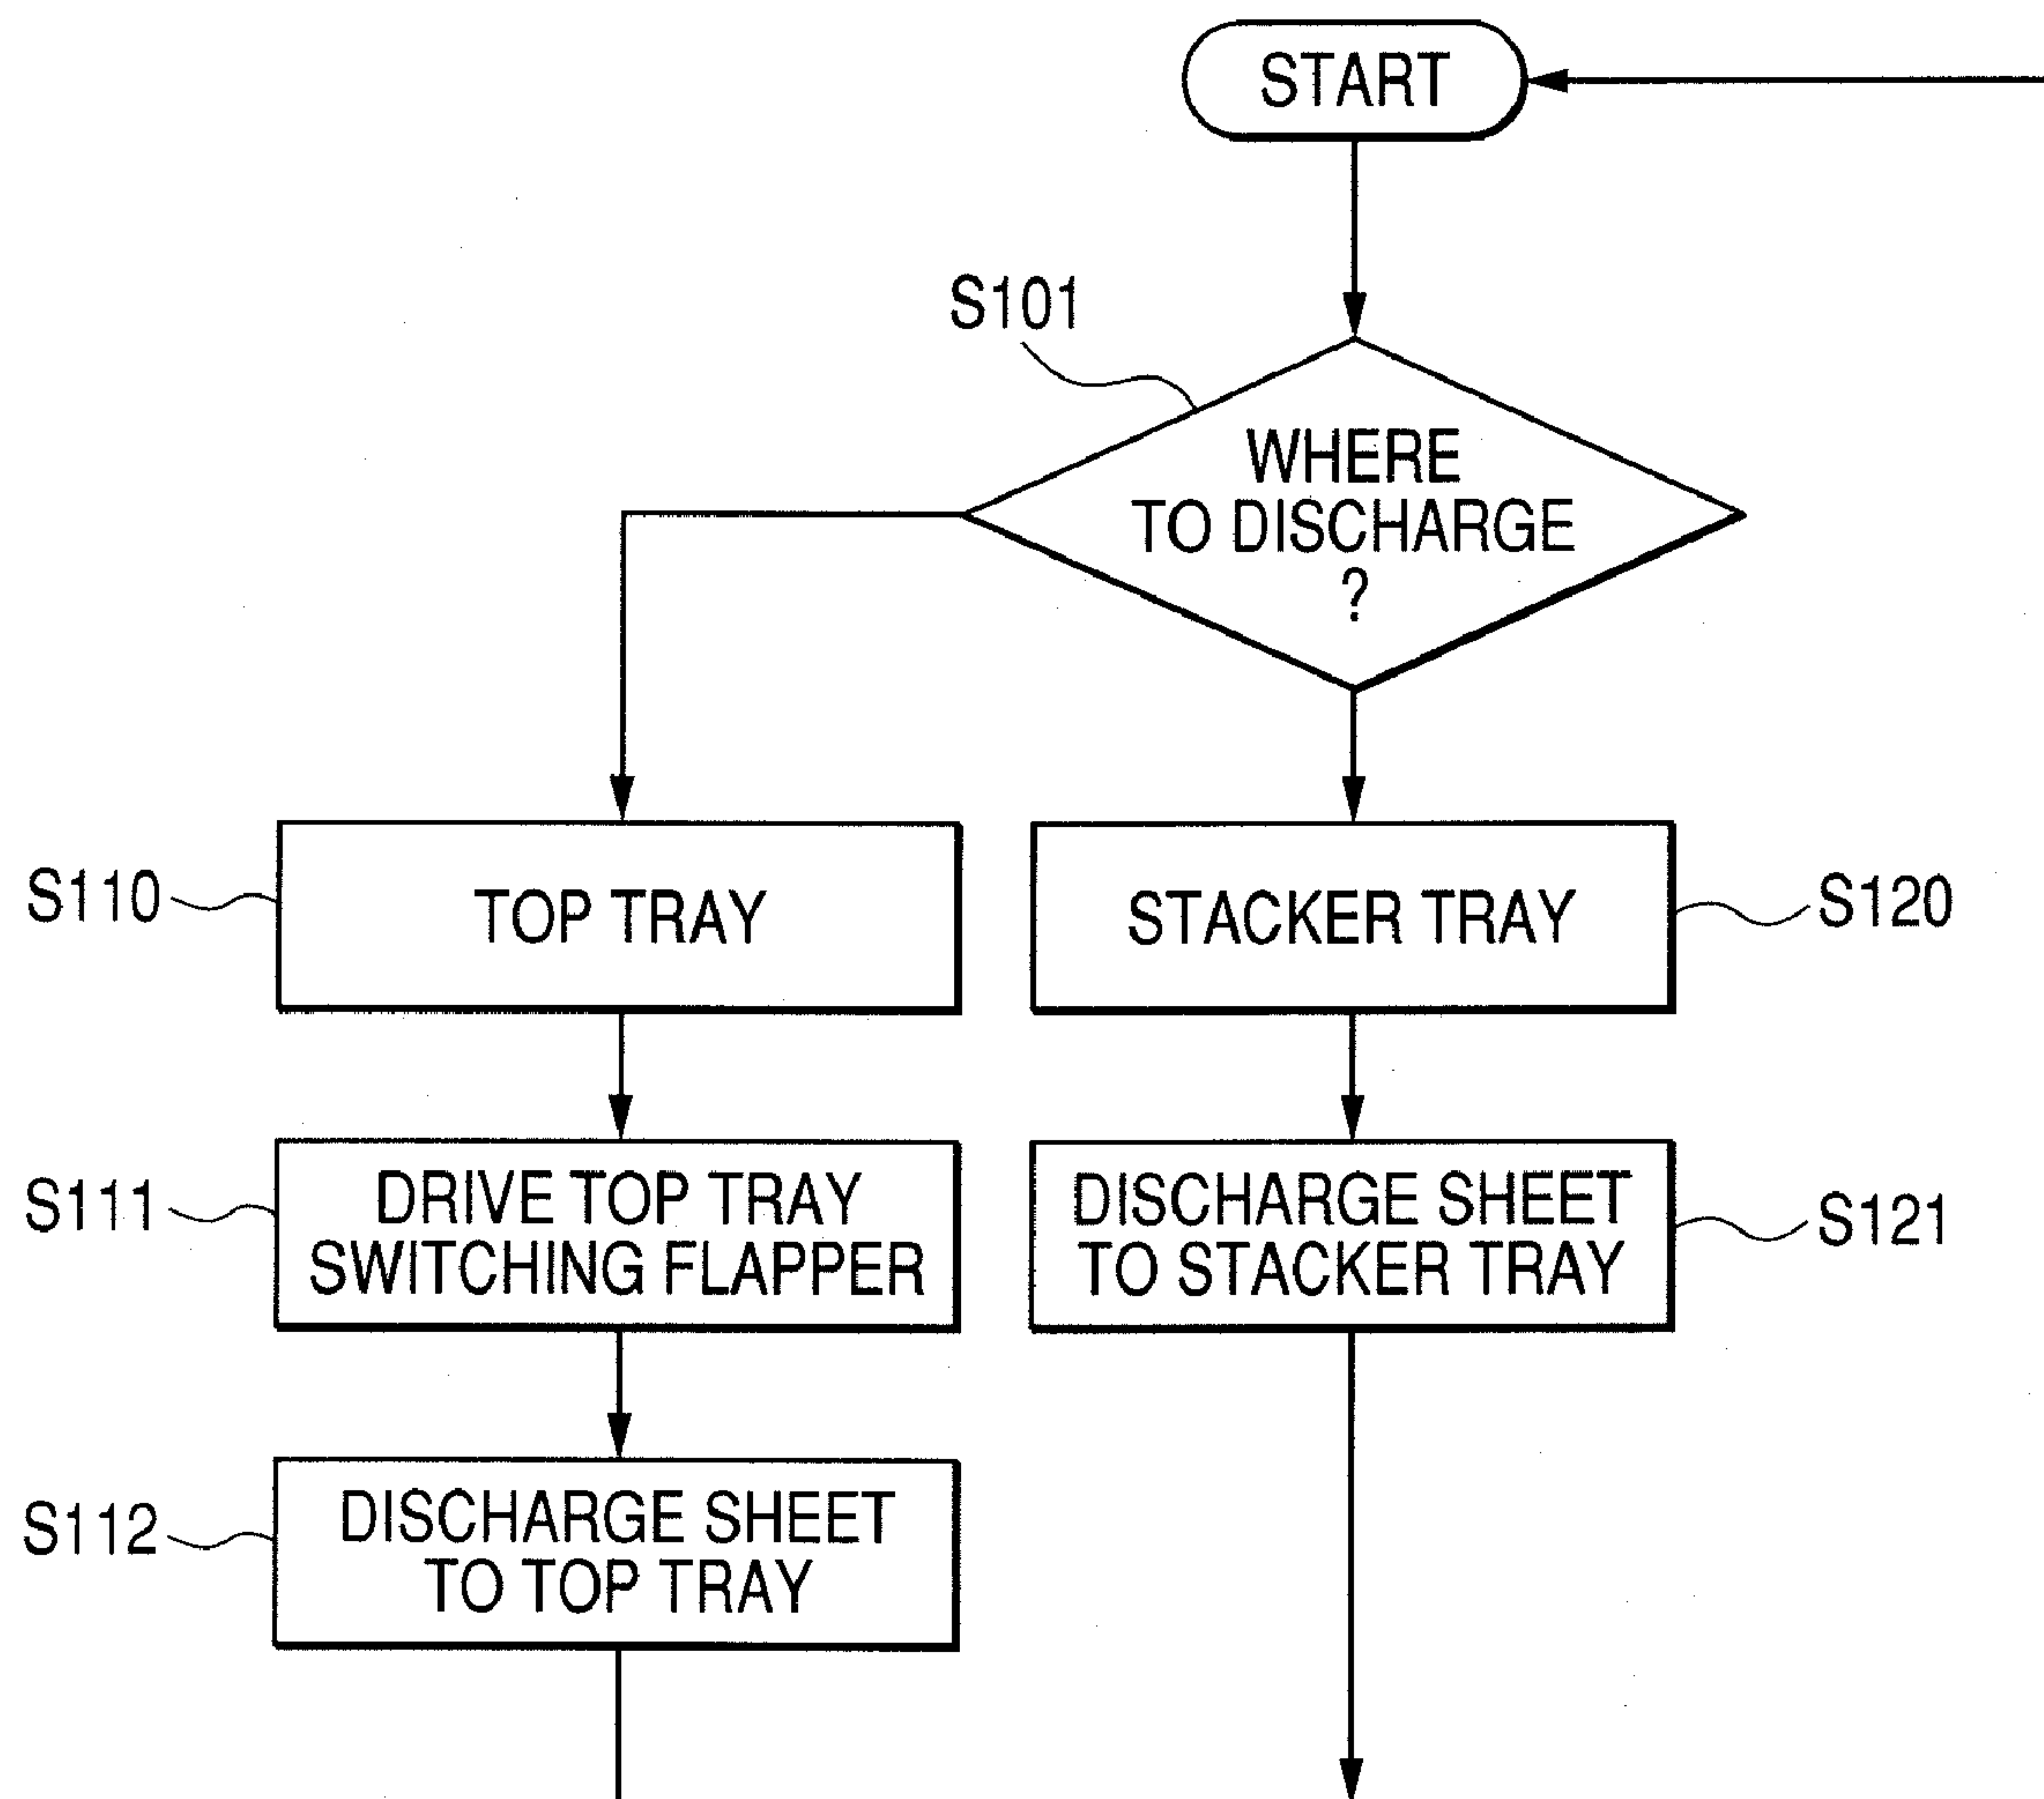 START
S101
WHERE
TO DISCHARGE
?
S110
TOP TRAY
STACKER TRAY
S120
S111
DRIVE TOP TRAY
SWITCHING FLAPPER
DISCHARGE SHEET
TO STACKER TRAY
S121
S112
DISCHARGE SHEET
TO TOP TRAY